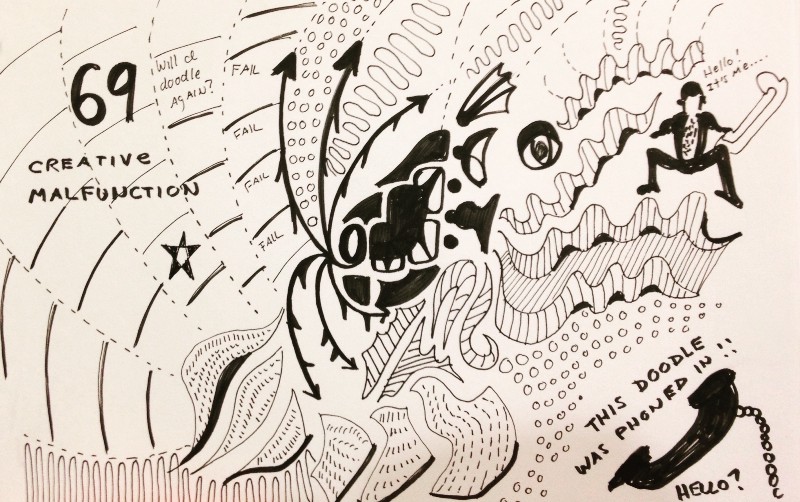 69
CREATIVE
MALFUNCTION
Will I
doodle
AGAIN?
FAIL
FAIL
FAIL
FAIL
Hello!
It's me....
THIS DOODLE
WAS PHONED IN !!
HELLO?